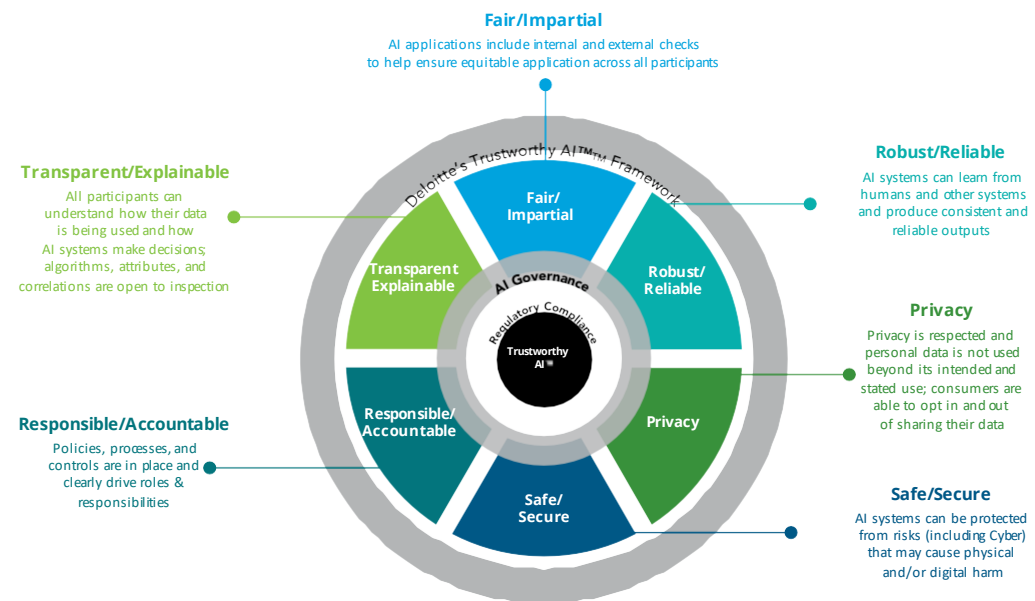 Fair/Impartial
AI applications include internal and external checks
to help ensure equitable application across all participants
Transparent/Explainable
All participants can
understand how their data
is being used and how
AI systems make decisions;
algorithms, attributes, and
correlations are open to inspection
Robust/Reliable
AI systems can learn from
humans and other systems
and produce consistent and
reliable outputs
Deloitte's Trustworthy AI™™ Framework
Fair/
Impartial
Transparent
Explainable
Robust/
Reliable
AI Governance
Regulatory Compliance
Trustworthy
AI
Privacy
Privacy is respected and
personal data is not used
beyond its intended and
stated use; consumers are
able to opt in and out
of sharing their data
Responsible/Accountable
Policies, processes, and
controls are in place and
clearly drive roles &
responsibilities
Responsible/
Accountable
Privacy
Safe/
Secure
Safe/Secure
AI systems can be protected
from risks (including Cyber)
that may cause physical
and/or digital harm